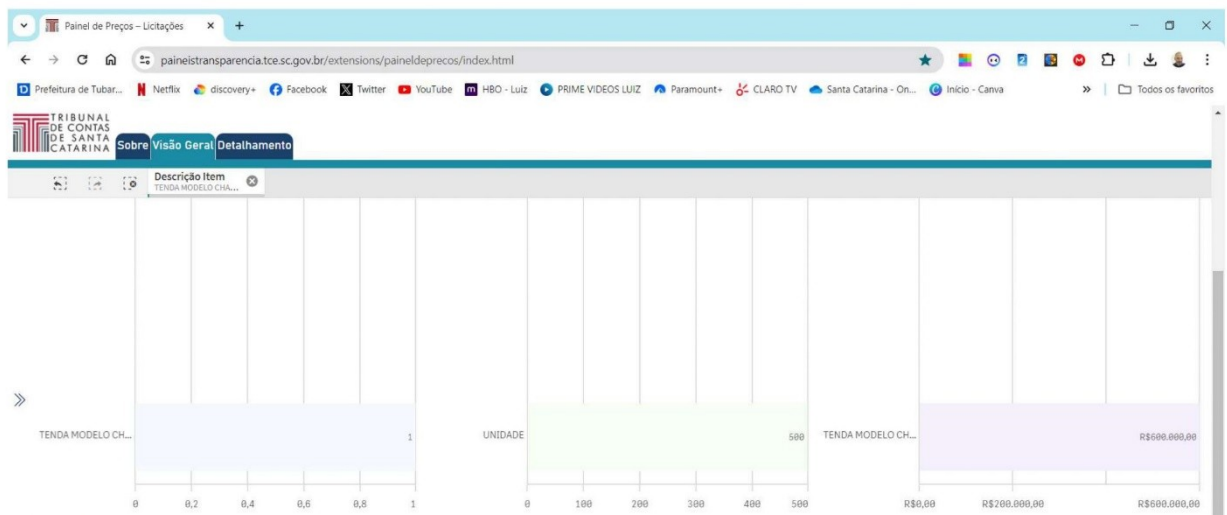 Painel de Preços – Licitações
paineistransparencia.tce.sc.gov.br/extensions/paineldeprecos/index.html
Prefeitura de Tubar... Netflix discovery+ Facebook Twitter YouTube HBO - Luiz PRIME VIDEOS LUIZ Paramount+ CLARO TV Santa Catarina - On... Início - Canva » Todos os favoritos
TRIBUNAL
DE CONTAS
DE SANTA
CATARINA
Sobre Visão Geral Detalhamento
Descrição Item
TENDA MODELO CHA...
TENDA MODELO CH... 1 UNIDADE 500 TENDA MODELO CH... R$600.000,00
0 0,2 0,4 0,6 0,8 1 0 100 200 300 400 500 R$0,00 R$200.000,00 R$600.000,00